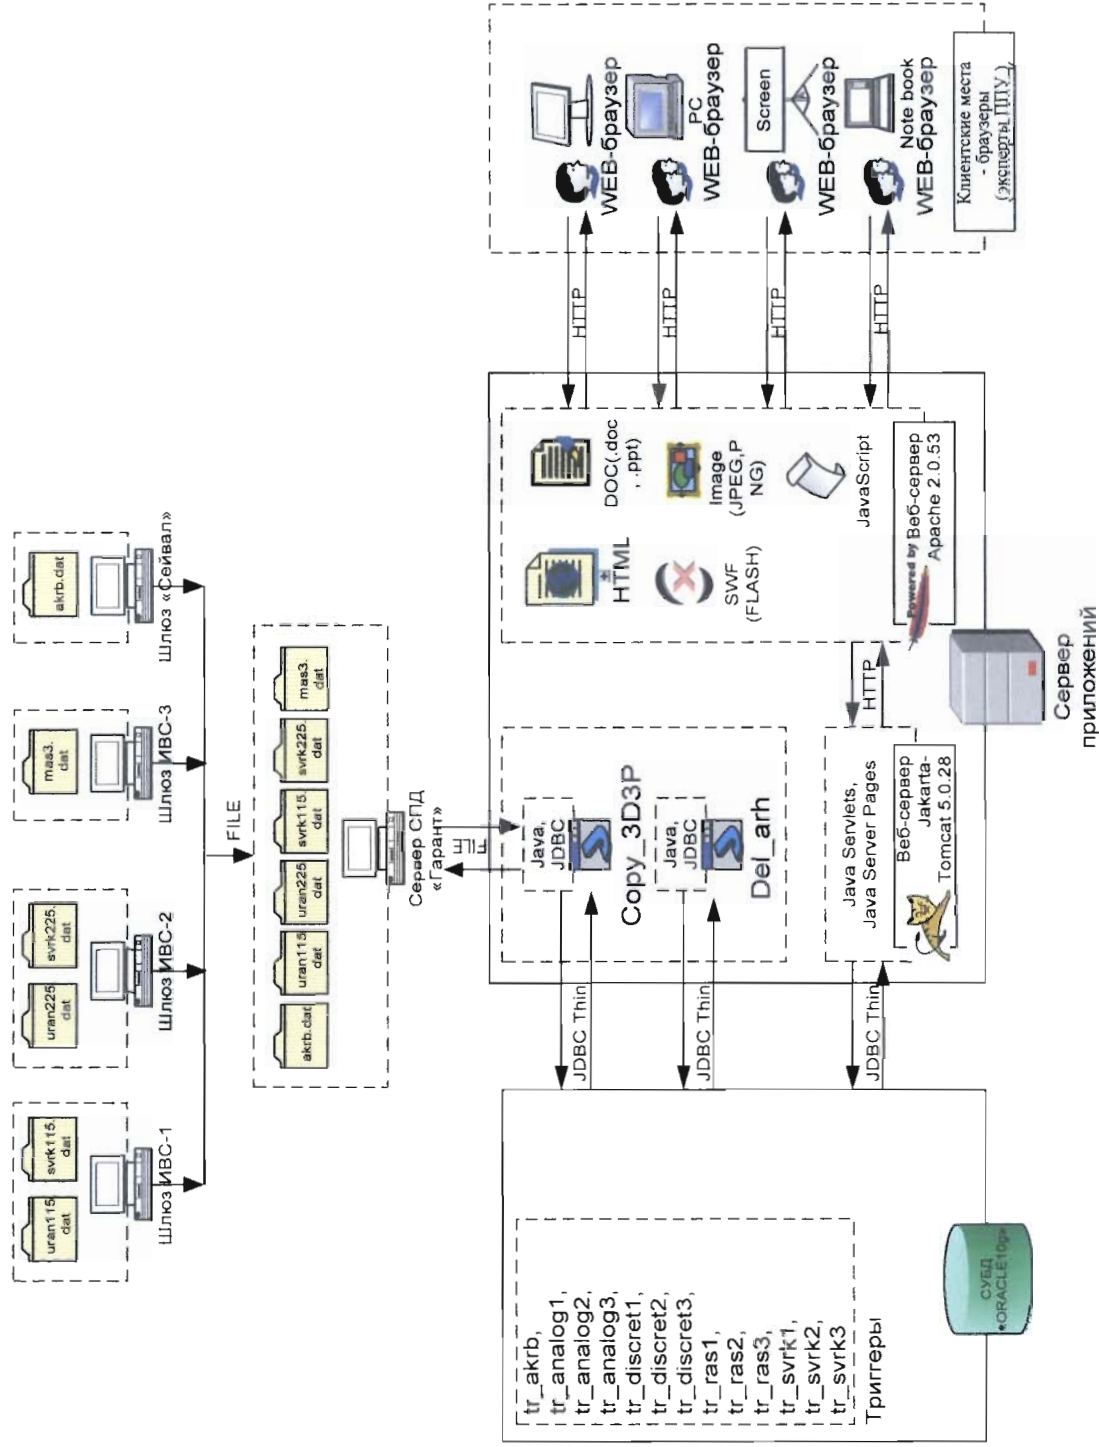 uran115.
dat
svrk115.
dat
Шлюз ИВС-1
uran225.
dat
svrk225.
dat
Шлюз ИВС-2
mas3.
dat
Шлюз ИВС-3
akrb.dat
Шлюз «Сейвал»
FILE
akrb.dat
uran115
dat
uran225
dat
svrk115.
dat
svrk225.
dat
mas3.
dat
Сервер СПД
«Гарант»
FILE
tr_akrb,
tr_analog1,
tr_analog2,
tr_analog3,
tr_discret1,
tr_discret2,
tr_discret3,
tr_ras1,
tr_ras2,
tr_ras3,
tr_svrk1,
tr_svrk2,
tr_svrk3
Триггеры
СУБД
«ORACLE10g»
JDBC Thin
JDBC Thin
JDBC Thin
Java,
JDBC
Copy_3D3P
Java,
JDBC
Del_arh
Java Servlets,
Java Server Pages
Веб-сервер
Jakarta-
Tomcat 5.0.28
HTTP
HTML
DOC(.doc
, .ppt)
SWF
(FLASH)
Image
(JPEG,P
NG)
JavaScript
Powered by Веб-сервер
Apache 2.0.53
Сервер
приложений
HTTP
HTTP
HTTP
HTTP
WEB-браузер
PC
WEB-браузер
Screen
WEB-браузер
Note book
WEB-браузер
Клиентские места
- браузеры
(эксперты ППУ )